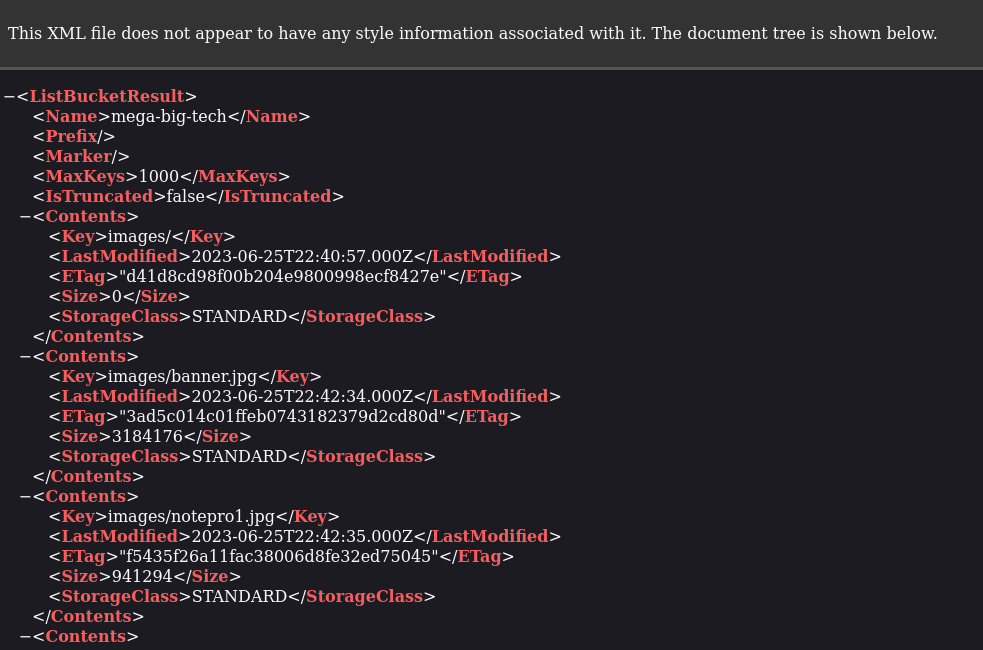 This XML file does not appear to have any style information associated with it. The document tree is shown below.
−<ListBucketResult>
<Name>mega-big-tech</Name>
<Prefix/>
<Marker/>
<MaxKeys>1000</MaxKeys>
<IsTruncated>false</IsTruncated>
−<Contents>
<Key>images/</Key>
<LastModified>2023-06-25T22:40:57.000Z</LastModified>
<ETag>"d41d8cd98f00b204e9800998ecf8427e"</ETag>
<Size>0</Size>
<StorageClass>STANDARD</StorageClass>
</Contents>
−<Contents>
<Key>images/banner.jpg</Key>
<LastModified>2023-06-25T22:42:34.000Z</LastModified>
<ETag>"3ad5c014c01ffeb0743182379d2cd80d"</ETag>
<Size>3184176</Size>
<StorageClass>STANDARD</StorageClass>
</Contents>
−<Contents>
<Key>images/notepro1.jpg</Key>
<LastModified>2023-06-25T22:42:35.000Z</LastModified>
<ETag>"f5435f26a11fac38006d8fe32ed75045"</ETag>
<Size>941294</Size>
<StorageClass>STANDARD</StorageClass>
</Contents>
−<Contents>